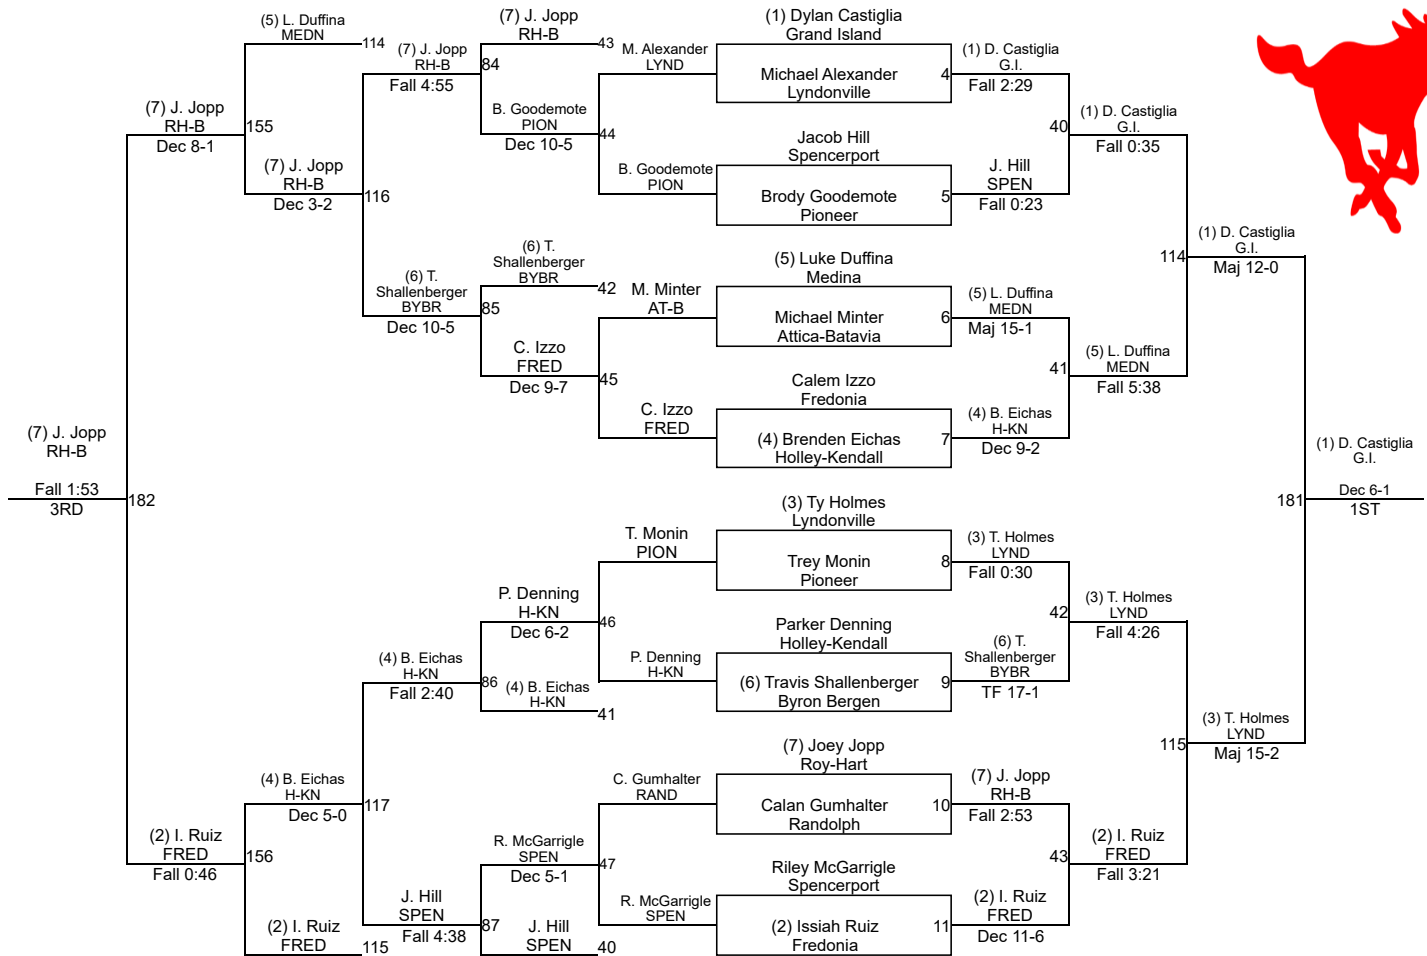 (5) L. Duffina
MEDN
114
(7) J. Jopp
RH-B
Dec 8-1
155
(7) J. Jopp
RH-B
Dec 3-2
116
(7) J. Jopp
RH-B
Fall 4:55
84
(7) J. Jopp
RH-B
43
B. Goodemote
PION
Dec 10-5
44
M. Alexander
LYND
B. Goodemote
PION
(6) T.
Shallenberger
BYBR
Dec 10-5
85
(6) T.
Shallenberger
BYBR
42
C. Izzo
FRED
Dec 9-7
45
M. Minter
AT-B
C. Izzo
FRED
(7) J. Jopp
RH-B
Fall 1:53
3RD
182
(2) I. Ruiz
FRED
Fall 0:46
156
(4) B. Eichas
H-KN
Dec 5-0
117
(2) I. Ruiz
FRED
115
(4) B. Eichas
H-KN
Fall 2:40
86
P. Denning
H-KN
Dec 6-2
46
(4) B. Eichas
H-KN
41
T. Monin
PION
P. Denning
H-KN
J. Hill
SPEN
Fall 4:38
87
R. McGarrigle
SPEN
Dec 5-1
47
J. Hill
SPEN
40
C. Gumhalter
RAND
R. McGarrigle
SPEN
(1) Dylan Castiglia
Grand Island
Michael Alexander
Lyndonville
4
Jacob Hill
Spencerport
Brody Goodemote
Pioneer
5
(5) Luke Duffina
Medina
Michael Minter
Attica-Batavia
6
Calem Izzo
Fredonia
(4) Brenden Eichas
Holley-Kendall
7
(3) Ty Holmes
Lyndonville
Trey Monin
Pioneer
8
Parker Denning
Holley-Kendall
(6) Travis Shallenberger
Byron Bergen
9
(7) Joey Jopp
Roy-Hart
Calan Gumhalter
Randolph
10
Riley McGarrigle
Spencerport
(2) Issiah Ruiz
Fredonia
11
(1) D. Castiglia
G.I.
Fall 2:29
40
J. Hill
SPEN
Fall 0:23
(1) D. Castiglia
G.I.
Fall 0:35
114
(5) L. Duffina
MEDN
Maj 15-1
41
(4) B. Eichas
H-KN
Dec 9-2
(5) L. Duffina
MEDN
Fall 5:38
(1) D. Castiglia
G.I.
Maj 12-0
(3) T. Holmes
LYND
Fall 0:30
42
(6) T.
Shallenberger
BYBR
TF 17-1
(3) T. Holmes
LYND
Fall 4:26
115
(7) J. Jopp
RH-B
Fall 2:53
43
(2) I. Ruiz
FRED
Dec 11-6
(2) I. Ruiz
FRED
Fall 3:21
(3) T. Holmes
LYND
Maj 15-2
181
(1) D. Castiglia
G.I.
Dec 6-1
1ST